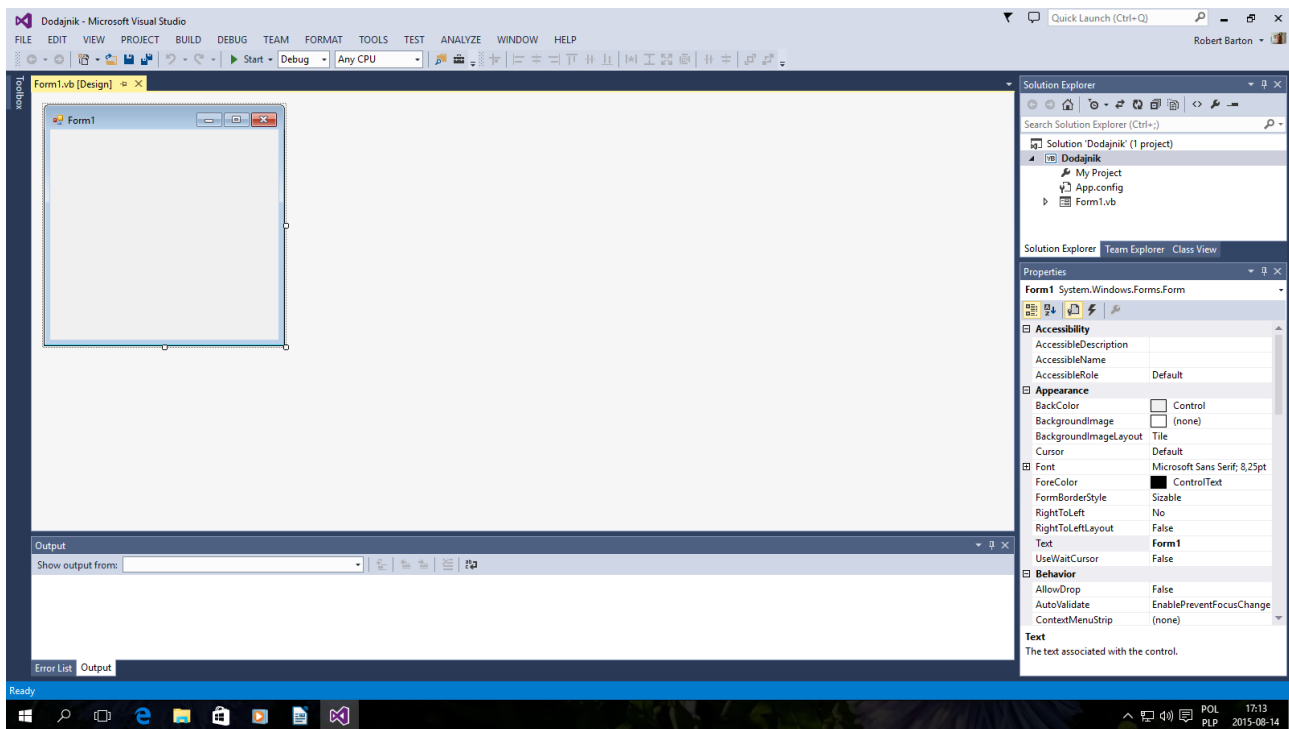 Dodajnik - Microsoft Visual Studio
Quick Launch (Ctrl+Q)
FILE EDIT VIEW PROJECT BUILD DEBUG TEAM FORMAT TOOLS TEST ANALYZE WINDOW HELP
Robert Barton
Start Debug Any CPU
Toolbox
Form1.vb [Design]
Form1
Solution Explorer
Search Solution Explorer (Ctrl+;)
Solution 'Dodajnik' (1 project)
VB Dodajnik
My Project
App.config
Form1.vb
Solution Explorer Team Explorer Class View
Properties
Form1 System.Windows.Forms.Form
Accessibility
AccessibleDescription
AccessibleName
AccessibleRole Default
Appearance
BackColor Control
BackgroundImage (none)
BackgroundImageLayout Tile
Cursor Default
Font Microsoft Sans Serif; 8,25pt
ForeColor ControlText
FormBorderStyle Sizable
RightToLeft No
RightToLeftLayout False
Text Form1
UseWaitCursor False
Behavior
AllowDrop False
AutoValidate EnablePreventFocusChange
ContextMenuStrip (none)
Text
The text associated with the control.
Output
Show output from:
Error List Output
Ready
POL
PLP
17:13
2015-08-14